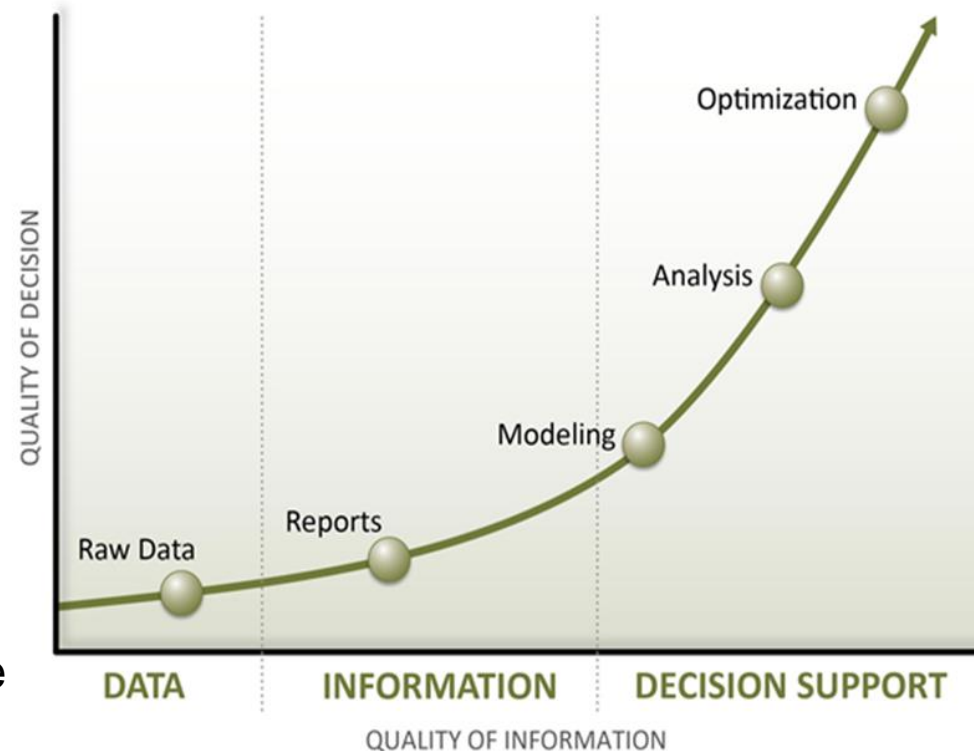 Optimization
Analysis
Modeling
Reports
Raw Data
QUALITY OF DECISION
e
DATA INFORMATION DECISION SUPPORT
QUALITY OF INFORMATION